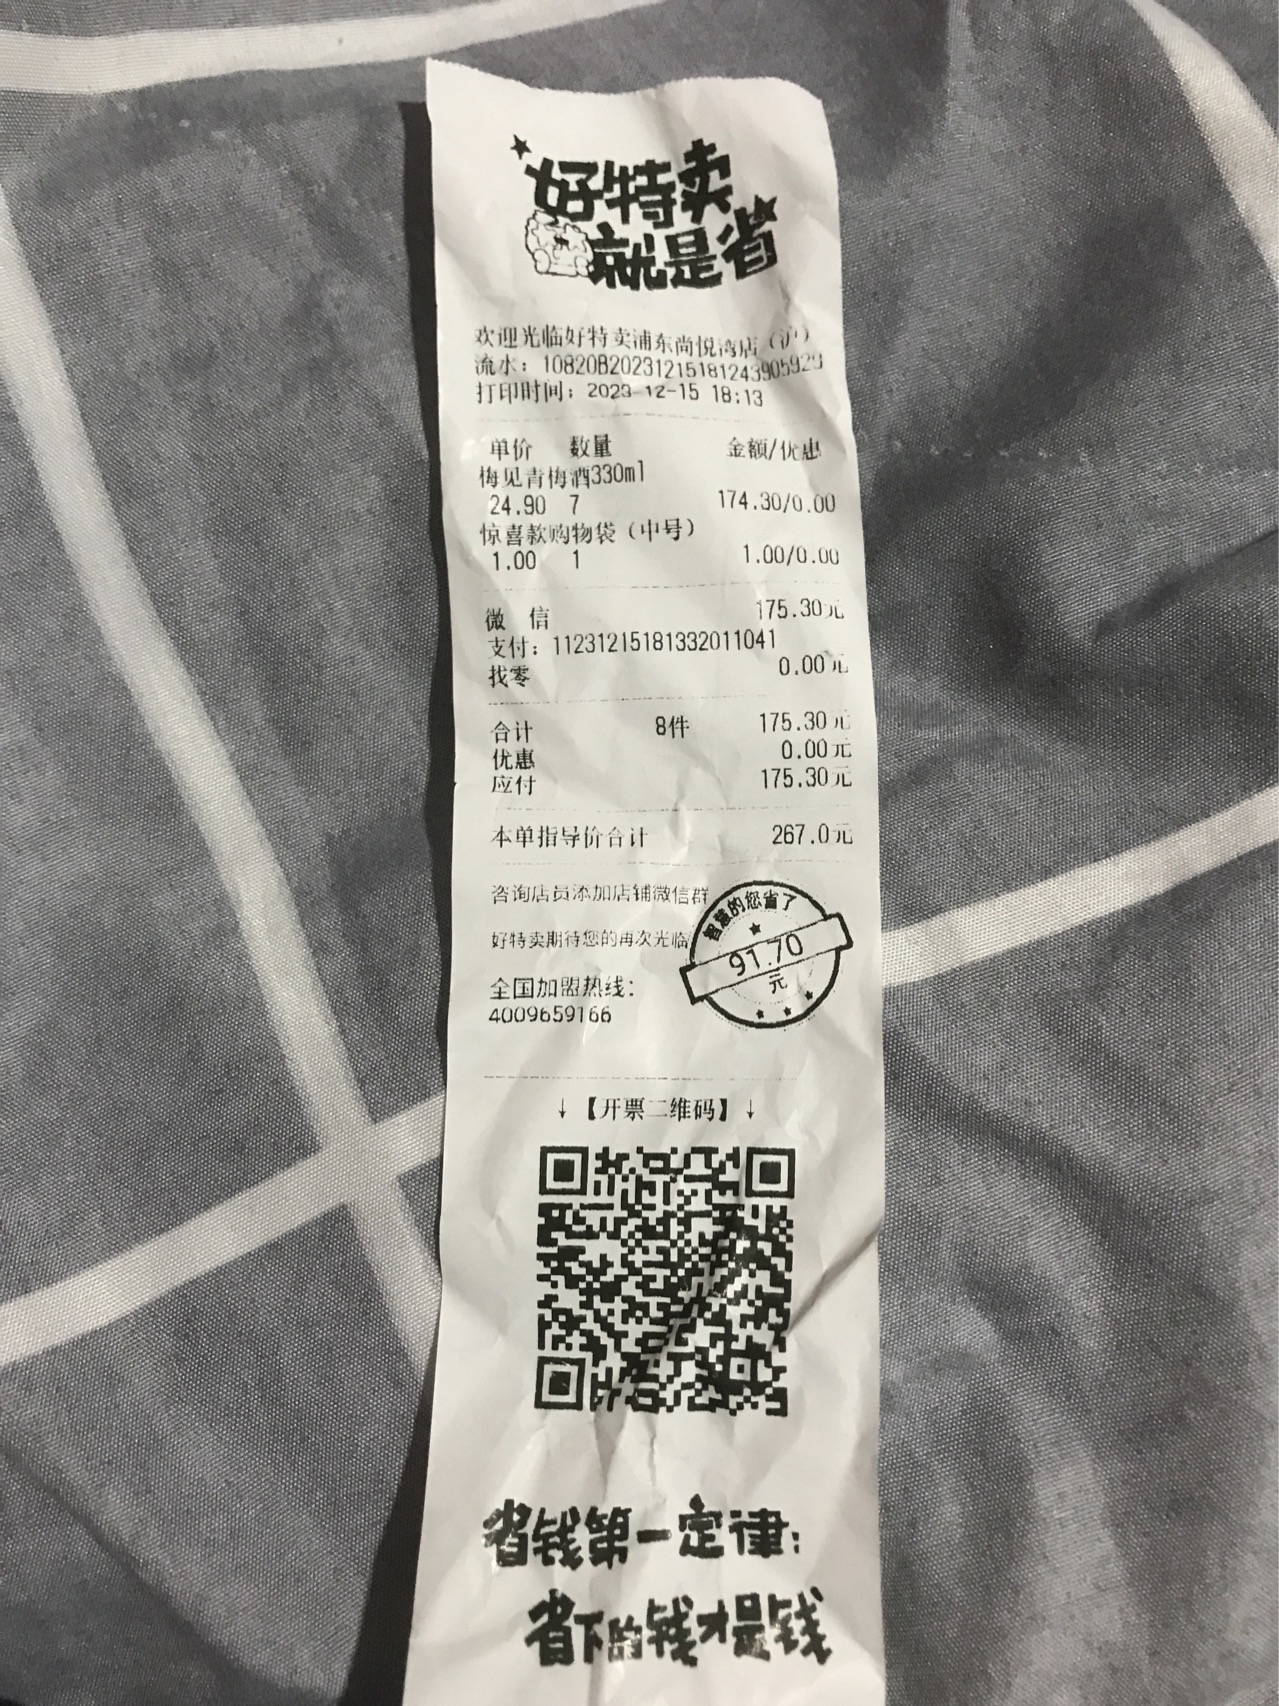 好特卖
就是省
欢迎光临好特卖浦东尚悦湾店（沪）
流水：10820B20231215181243905929
打印时间：2023-12-15 18:13
单价 数量 金额/优惠
梅见青梅酒330ml
24.90 7 174.30/0.00
惊喜款购物袋（中号）
1.00 1 1.00/0.00
微 信 175.30元
支付：11231215181332011041
找零 0.00元
合计 8件 175.30元
优惠 0.00元
应付 175.30元
本单指导价合计 267.0元
咨询店员添加店铺微信群
好特卖期待您的再次光临
全国加盟热线：
4009659166
智慧的您省了
91.70
元
↓【开票二维码】↓
省钱第一定律：
省下的钱才是钱